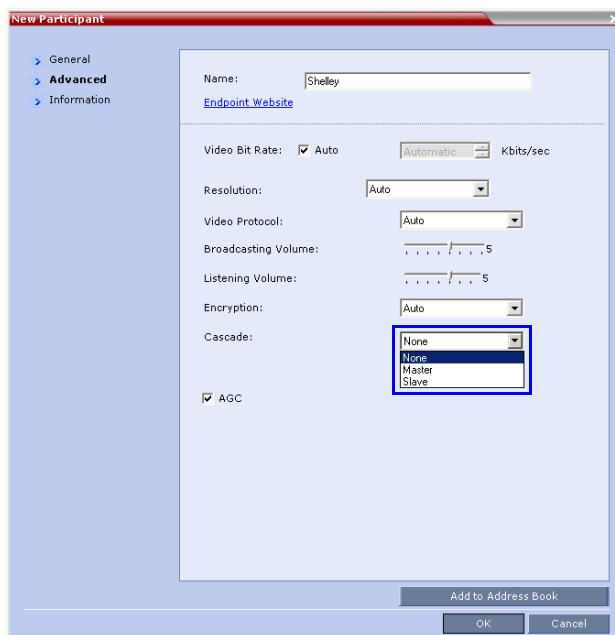 New Participant
General
Advanced
Information
Name: Shelley
Endpoint Website
Video Bit Rate: Auto Automatic Kbits/sec
Resolution: Auto
Video Protocol: Auto
Broadcasting Volume: 5
Listening Volume: 5
Encryption: Auto
Cascade: None
None
Master
Slave
AGC
Add to Address Book
OK Cancel